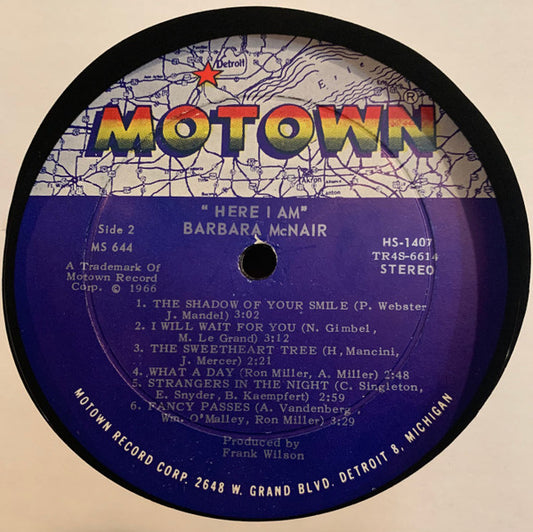 Detroit
Erie
MOTOWN®
Akron
Canton
"HERE I AM"
BARBARA McNAIR
Side 2
MS 644
HS-1407
TR4S-6614
STEREO
A Trademark Of
Motown Record
Corp. © 1966
1. THE SHADOW OF YOUR SMILE (P. Webster
J. Mandel) 3:02
2. I WILL WAIT FOR YOU (N. Gimbel,
M. Le Grand) 3:12
3. THE SWEETHEART TREE (H, Mancini,
J. Mercer) 2:21
4. WHAT A DAY (Ron Miller, A. Miller) 2:48
5. STRANGERS IN THE NIGHT (C. Singleton,
E. Snyder, B. Kaempfert) 2:59
6. FANCY PASSES (A. Vandenberg,
Wm. O'Malley, Ron Miller) 3:29
Produced by
Frank Wilson
MOTOWN RECORD CORP. 2648 W. GRAND BLVD. DETROIT 8, MICHIGAN